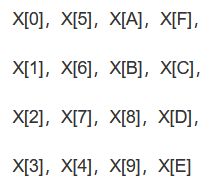 X[0]，X[5]，X[A]，X[F]，
X[1]，X[6]，X[B]，X[C]，
X[2]，X[7]，X[8]，X[D]，
X[3]，X[4]，X[9]，X[E]